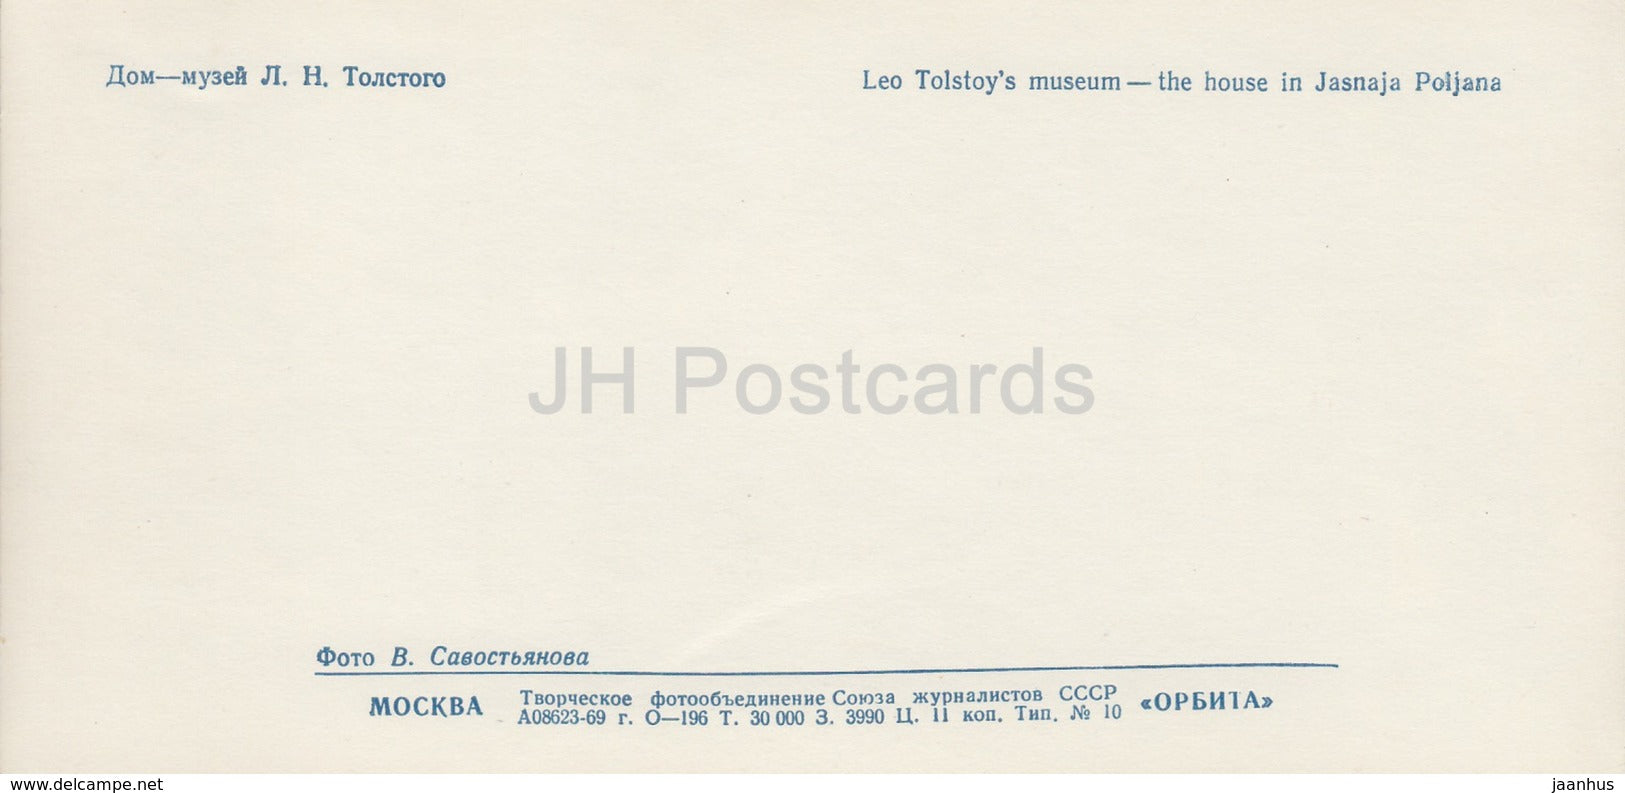 Дом—музей Л. Н. Толстого
Leo Tolstoy's museum — the house in Jasnaja Poljana
JH Postcards
Фото В. Савостьянова
МОСКВА
Творческое фотообъединение Союза журналистов СССР
А08623-69 г. О—196 Т. 30 000 З. 3990 Ц. 11 коп. Тип. № 10
«ОРБИТА»
www.delcampe.net
jaanhus